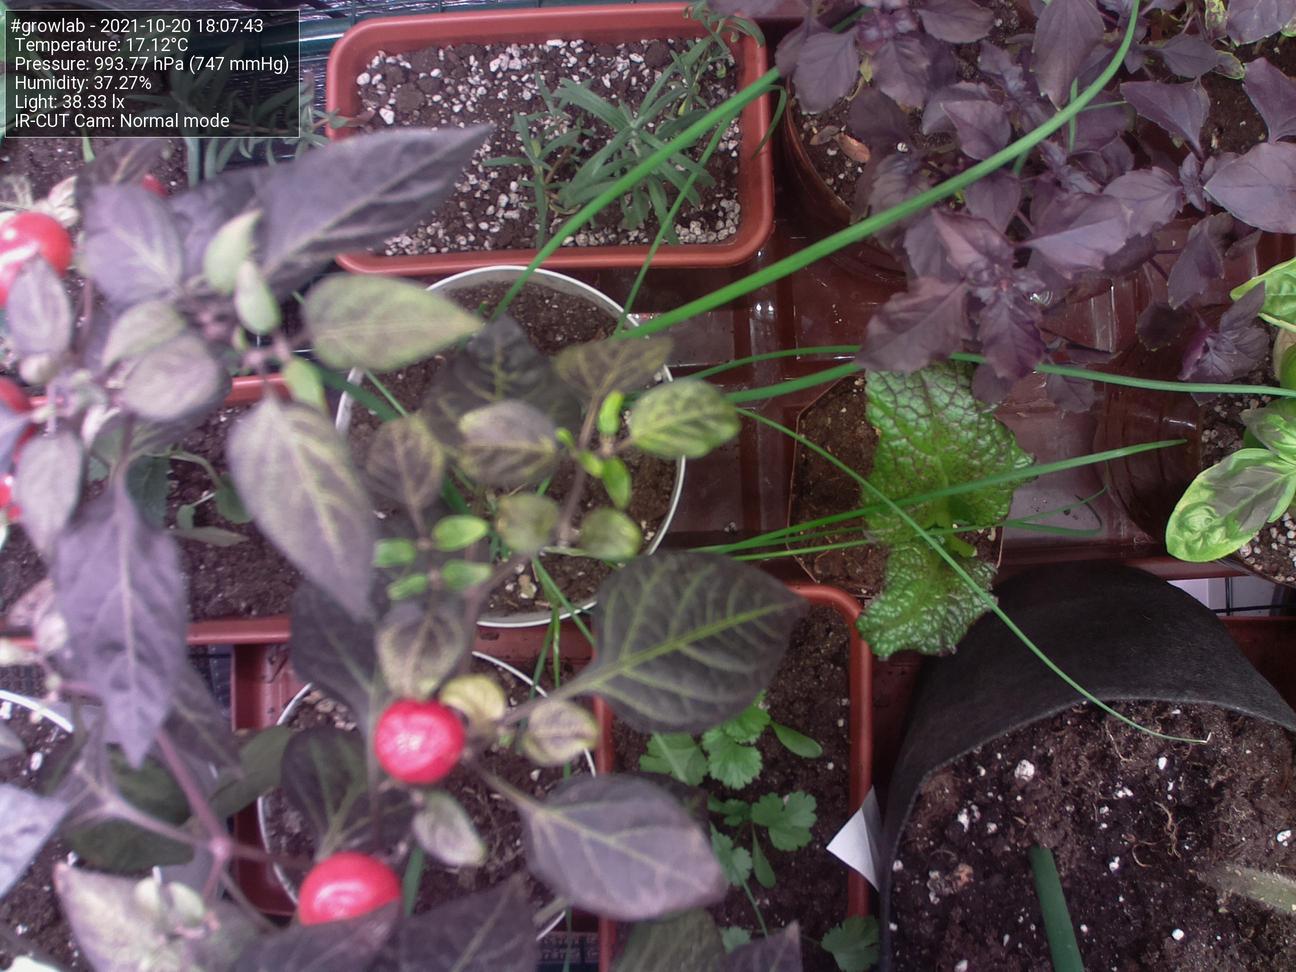 #growlab - 2021-10-20 18:07:43
Temperature: 17.12°C
Pressure: 993.77 hPa (747 mmHg)
Humidity: 37.27%
Light: 38.33 lx
IR-CUT Cam: Normal mode